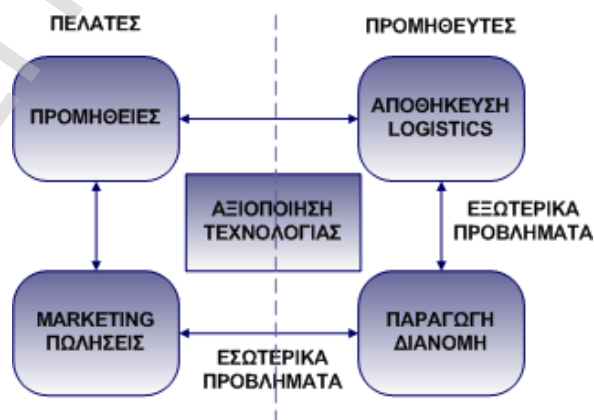 ΠΕΛΑΤΕΣ
ΠΡΟΜΗΘΕΥΤΕΣ
ΠΡΟΜΗΘΕΙΕΣ
ΑΠΟΘΗΚΕΥΣΗ
LOGISTICS
ΑΞΙΟΠΟΙΗΣΗ
ΤΕΧΝΟΛΟΓΙΑΣ
ΕΞΩΤΕΡΙΚΑ
ΠΡΟΒΛΗΜΑΤΑ
MARKETING
ΠΩΛΗΣΕΙΣ
ΕΣΩΤΕΡΙΚΑ
ΠΡΟΒΛΗΜΑΤΑ
ΠΑΡΑΓΩΓΗ
ΔΙΑΝΟΜΗ